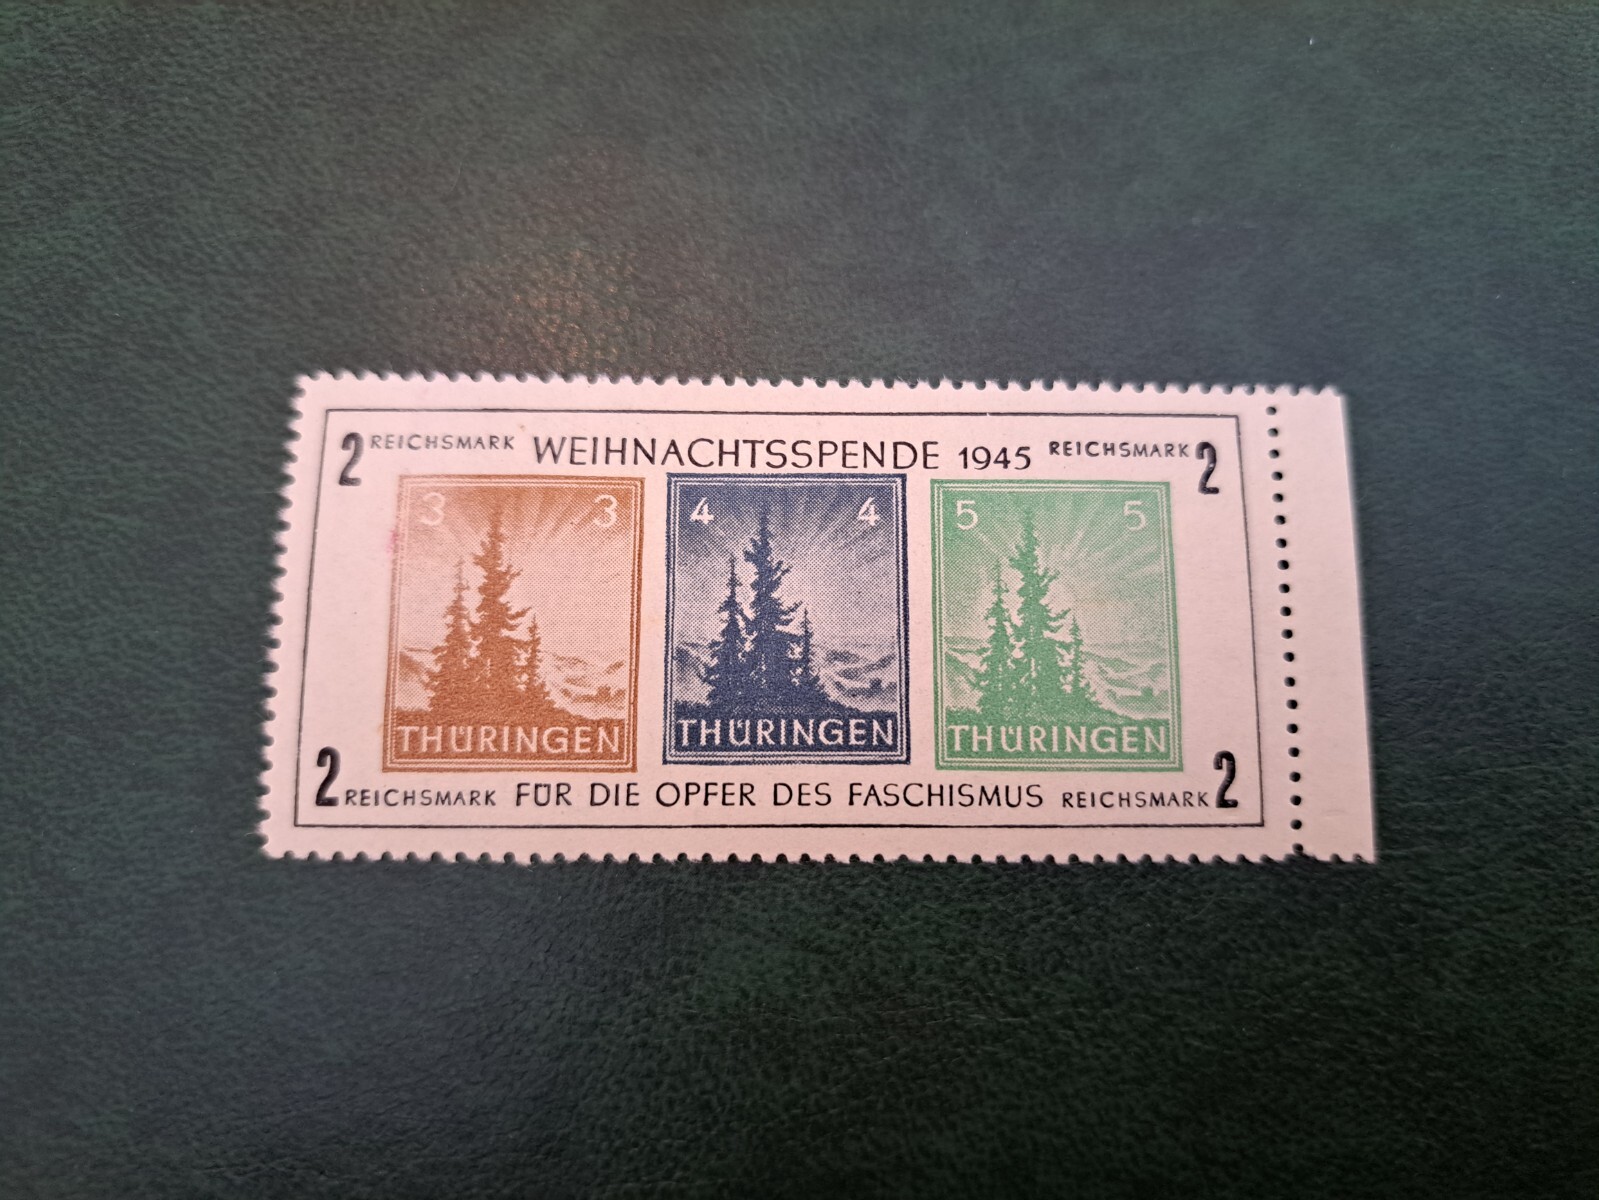 2 REICHSMARK WEIHNACHTSSPENDE 1945 REICHSMARK 2
3 3
THÜRINGEN
4 4
THÜRINGEN
5 5
THÜRINGEN
2 REICHSMARK FÜR DIE OPFER DES FASCHISMUS REICHSMARK 2